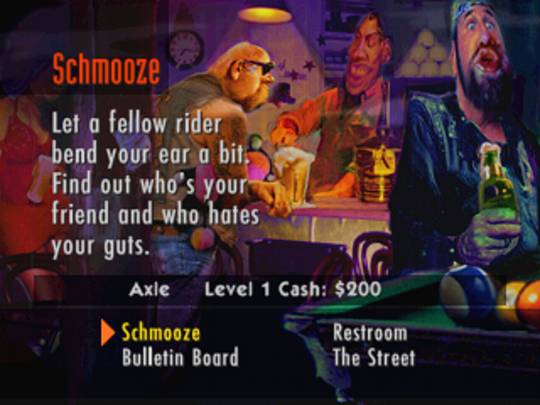 Schmooze
Let a fellow rider
bend your ear a bit.
Find out who's your
friend and who hates
your guts.
Axle Level 1 Cash: $200
Schmooze Restroom
Bulletin Board The Street